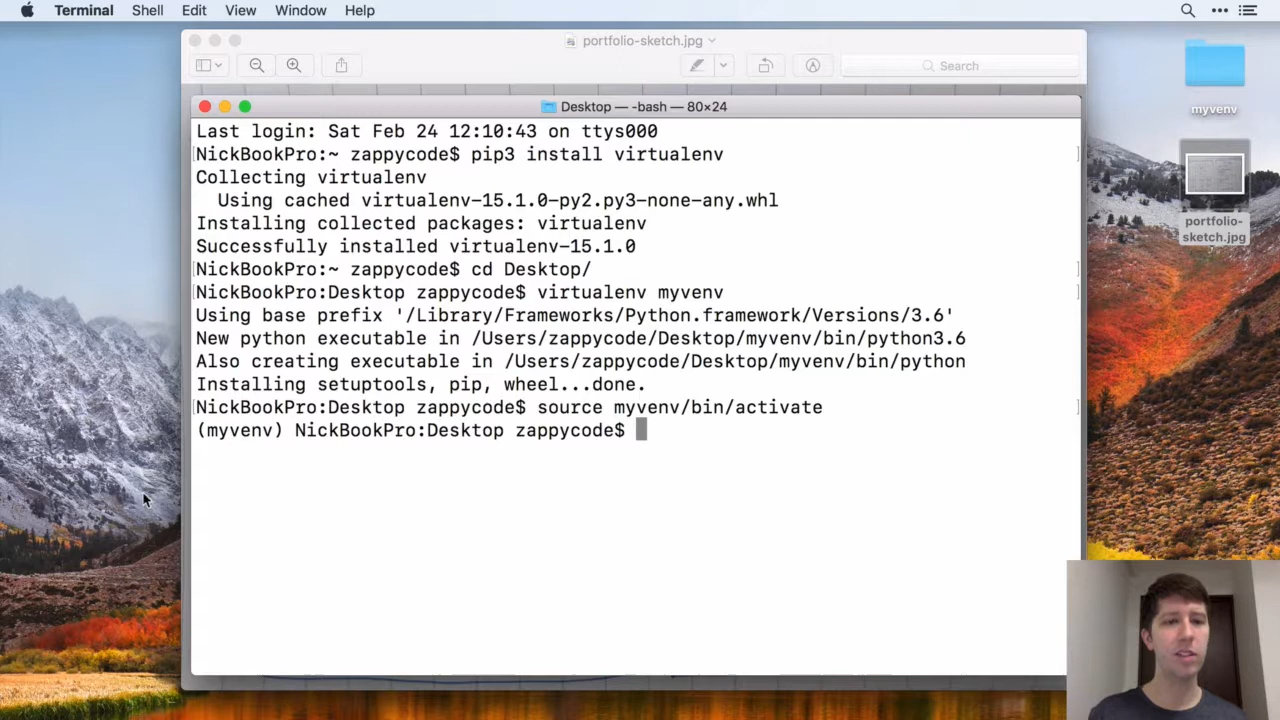 Terminal Shell Edit View Window Help
portfolio-sketch.jpg
Search
Desktop — -bash — 80×24
Last login: Sat Feb 24 12:10:43 on ttys000
NickBookPro:~ zappycode$ pip3 install virtualenv
Collecting virtualenv
  Using cached virtualenv-15.1.0-py2.py3-none-any.whl
Installing collected packages: virtualenv
Successfully installed virtualenv-15.1.0
NickBookPro:~ zappycode$ cd Desktop/
NickBookPro:Desktop zappycode$ virtualenv myvenv
Using base prefix '/Library/Frameworks/Python.framework/Versions/3.6'
New python executable in /Users/zappycode/Desktop/myvenv/bin/python3.6
Also creating executable in /Users/zappycode/Desktop/myvenv/bin/python
Installing setuptools, pip, wheel...done.
NickBookPro:Desktop zappycode$ source myvenv/bin/activate
(myvenv) NickBookPro:Desktop zappycode$
myvenv
portfolio-
sketch.jpg